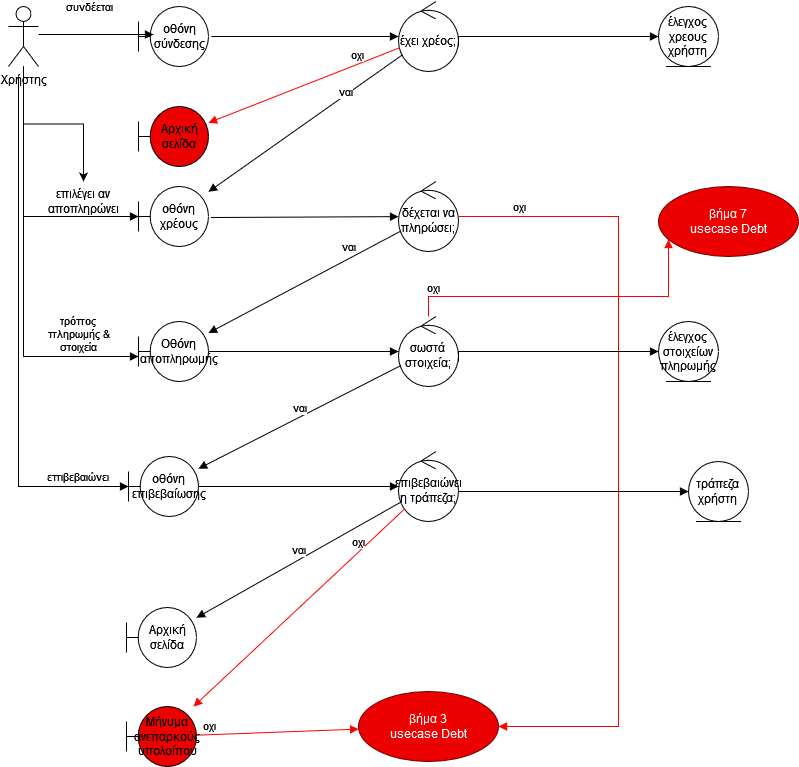 συνδέεται
οθόνη
σύνδεσης
έχει χρέος;
έλεγχος
χρεους
χρήστη
Χρήστης
οχι
ναι
Αρχική
σελίδα
επιλέγει αν
αποπληρώνει
οθόνη
χρέους
δέχεται να
πληρώσει;
οχι
βήμα 7
usecase Debt
ναι
οχι
τρόπος
πληρωμής &
στοιχεία
Οθόνη
αποπληρωμής
σωστά
στοιχεία;
έλεγχος
στοιχείων
πληρωμής
ναι
επιβεβαιώνει
οθόνη
επιβεβαίωσης
επιβεβαιώνει
η τράπεζα;
τράπεζα
χρήστη
ναι
οχι
Αρχική
σελίδα
Μήνυμα
ανεπαρκούς
υπολοίπου
οχι
βήμα 3
usecase Debt